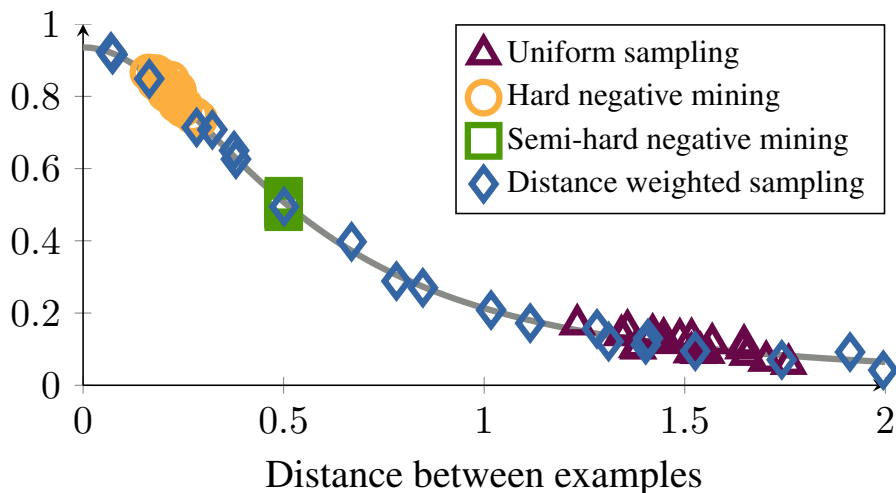 1
0.8
0.6
0.4
0.2
0
Uniform sampling
Hard negative mining
Semi-hard negative mining
Distance weighted sampling
0 0.5 1 1.5 2
Distance between examples